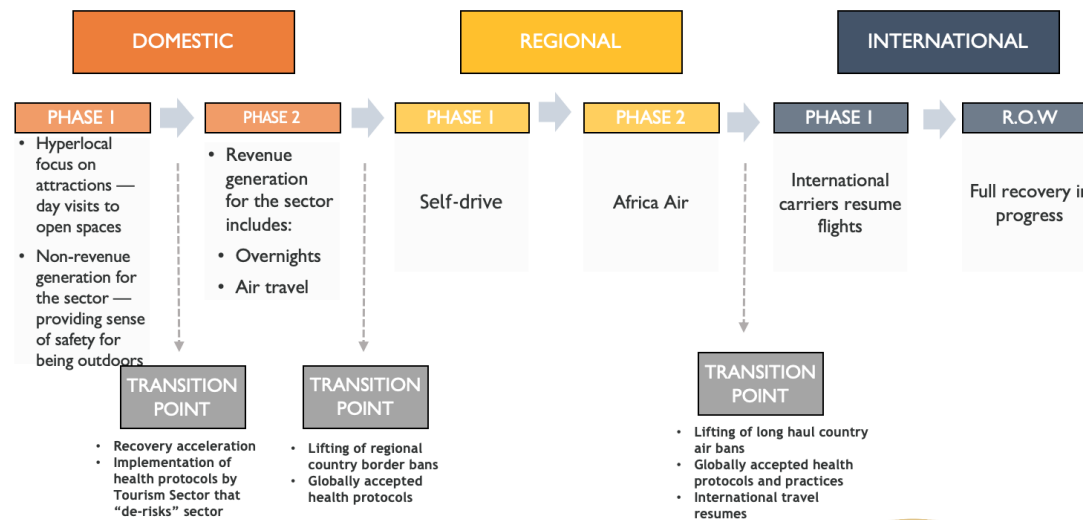 DOMESTIC
REGIONAL
INTERNATIONAL
PHASE 1
PHASE 2
PHASE 1
PHASE 2
PHASE 1
R.O.W
• Hyperlocal
focus on
attractions —
day visits to
open spaces
• Non-revenue
generation for
the sector —
providing sense
of safety for
being outdoors
• Revenue
generation
for the sector
includes:
• Overnights
• Air travel
Self-drive
Africa Air
International
carriers resume
flights
Full recovery in
progress
TRANSITION
POINT
• Recovery acceleration
• Implementation of
health protocols by
Tourism Sector that
“de-risks” sector
TRANSITION
POINT
• Lifting of regional
country border bans
• Globally accepted
health protocols
TRANSITION
POINT
• Lifting of long haul country
air bans
• Globally accepted health
protocols and practices
• International travel
resumes